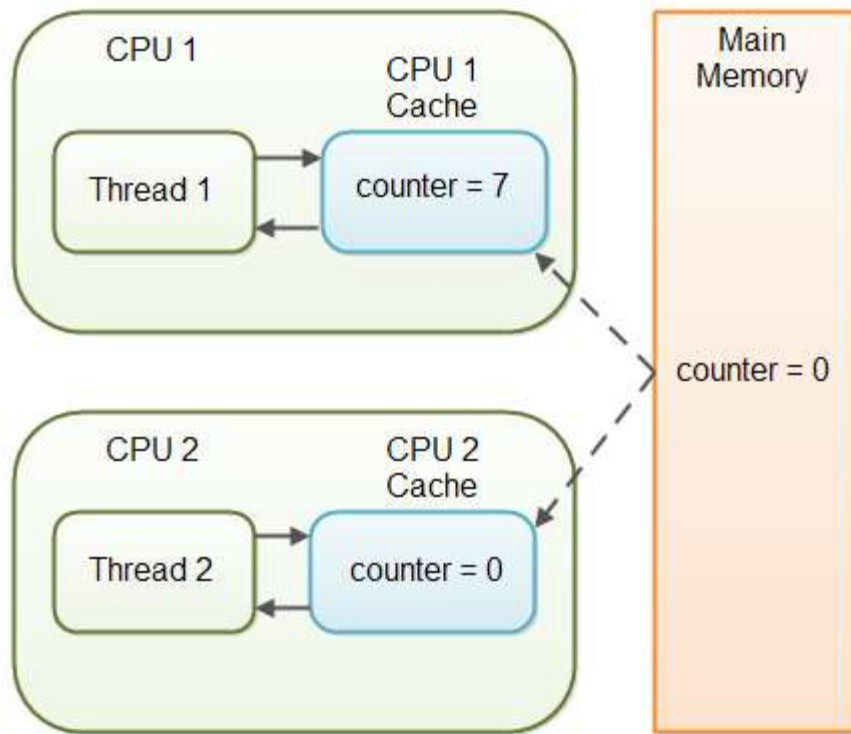 CPU 1
CPU 1
Cache
Thread 1
counter = 7
Main
Memory
counter = 0
CPU 2
CPU 2
Cache
Thread 2
counter = 0